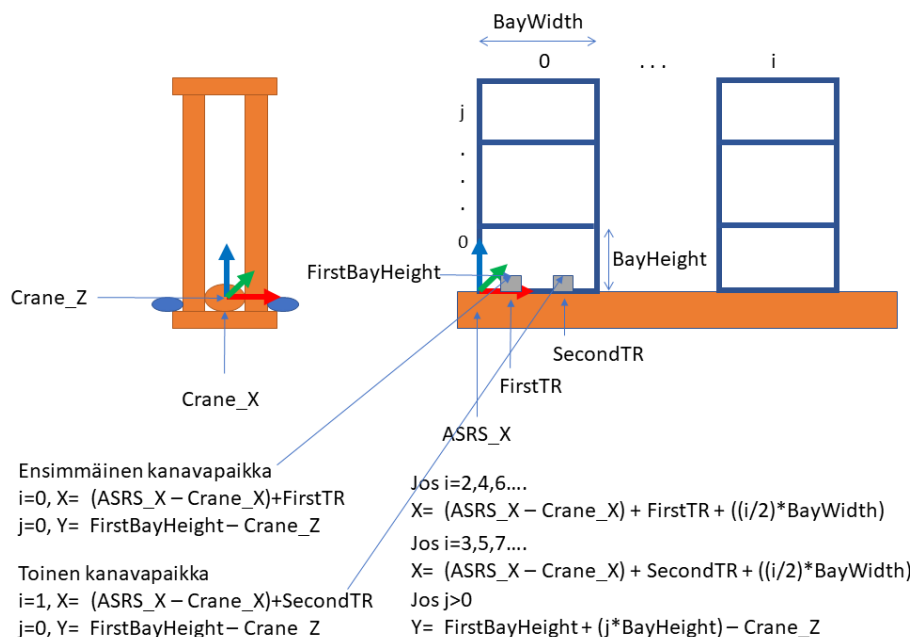 BayWidth
0 . . . i
j
.
.
.
0
FirstBayHeight
BayHeight
Crane_Z
SecondTR
FirstTR
Crane_X
ASRS_X
Ensimmäinen kanavapaikka
i=0, X= (ASRS_X – Crane_X)+FirstTR
j=0, Y= FirstBayHeight – Crane_Z
Toinen kanavapaikka
i=1, X= (ASRS_X – Crane_X)+SecondTR
j=0, Y= FirstBayHeight – Crane_Z
Jos i=2,4,6....
X= (ASRS_X – Crane_X) + FirstTR + ((i/2)*BayWidth)
Jos i=3,5,7....
X= (ASRS_X – Crane_X) + SecondTR + ((i/2)*BayWidth)
Jos j>0
Y= FirstBayHeight + (j*BayHeight) – Crane_Z